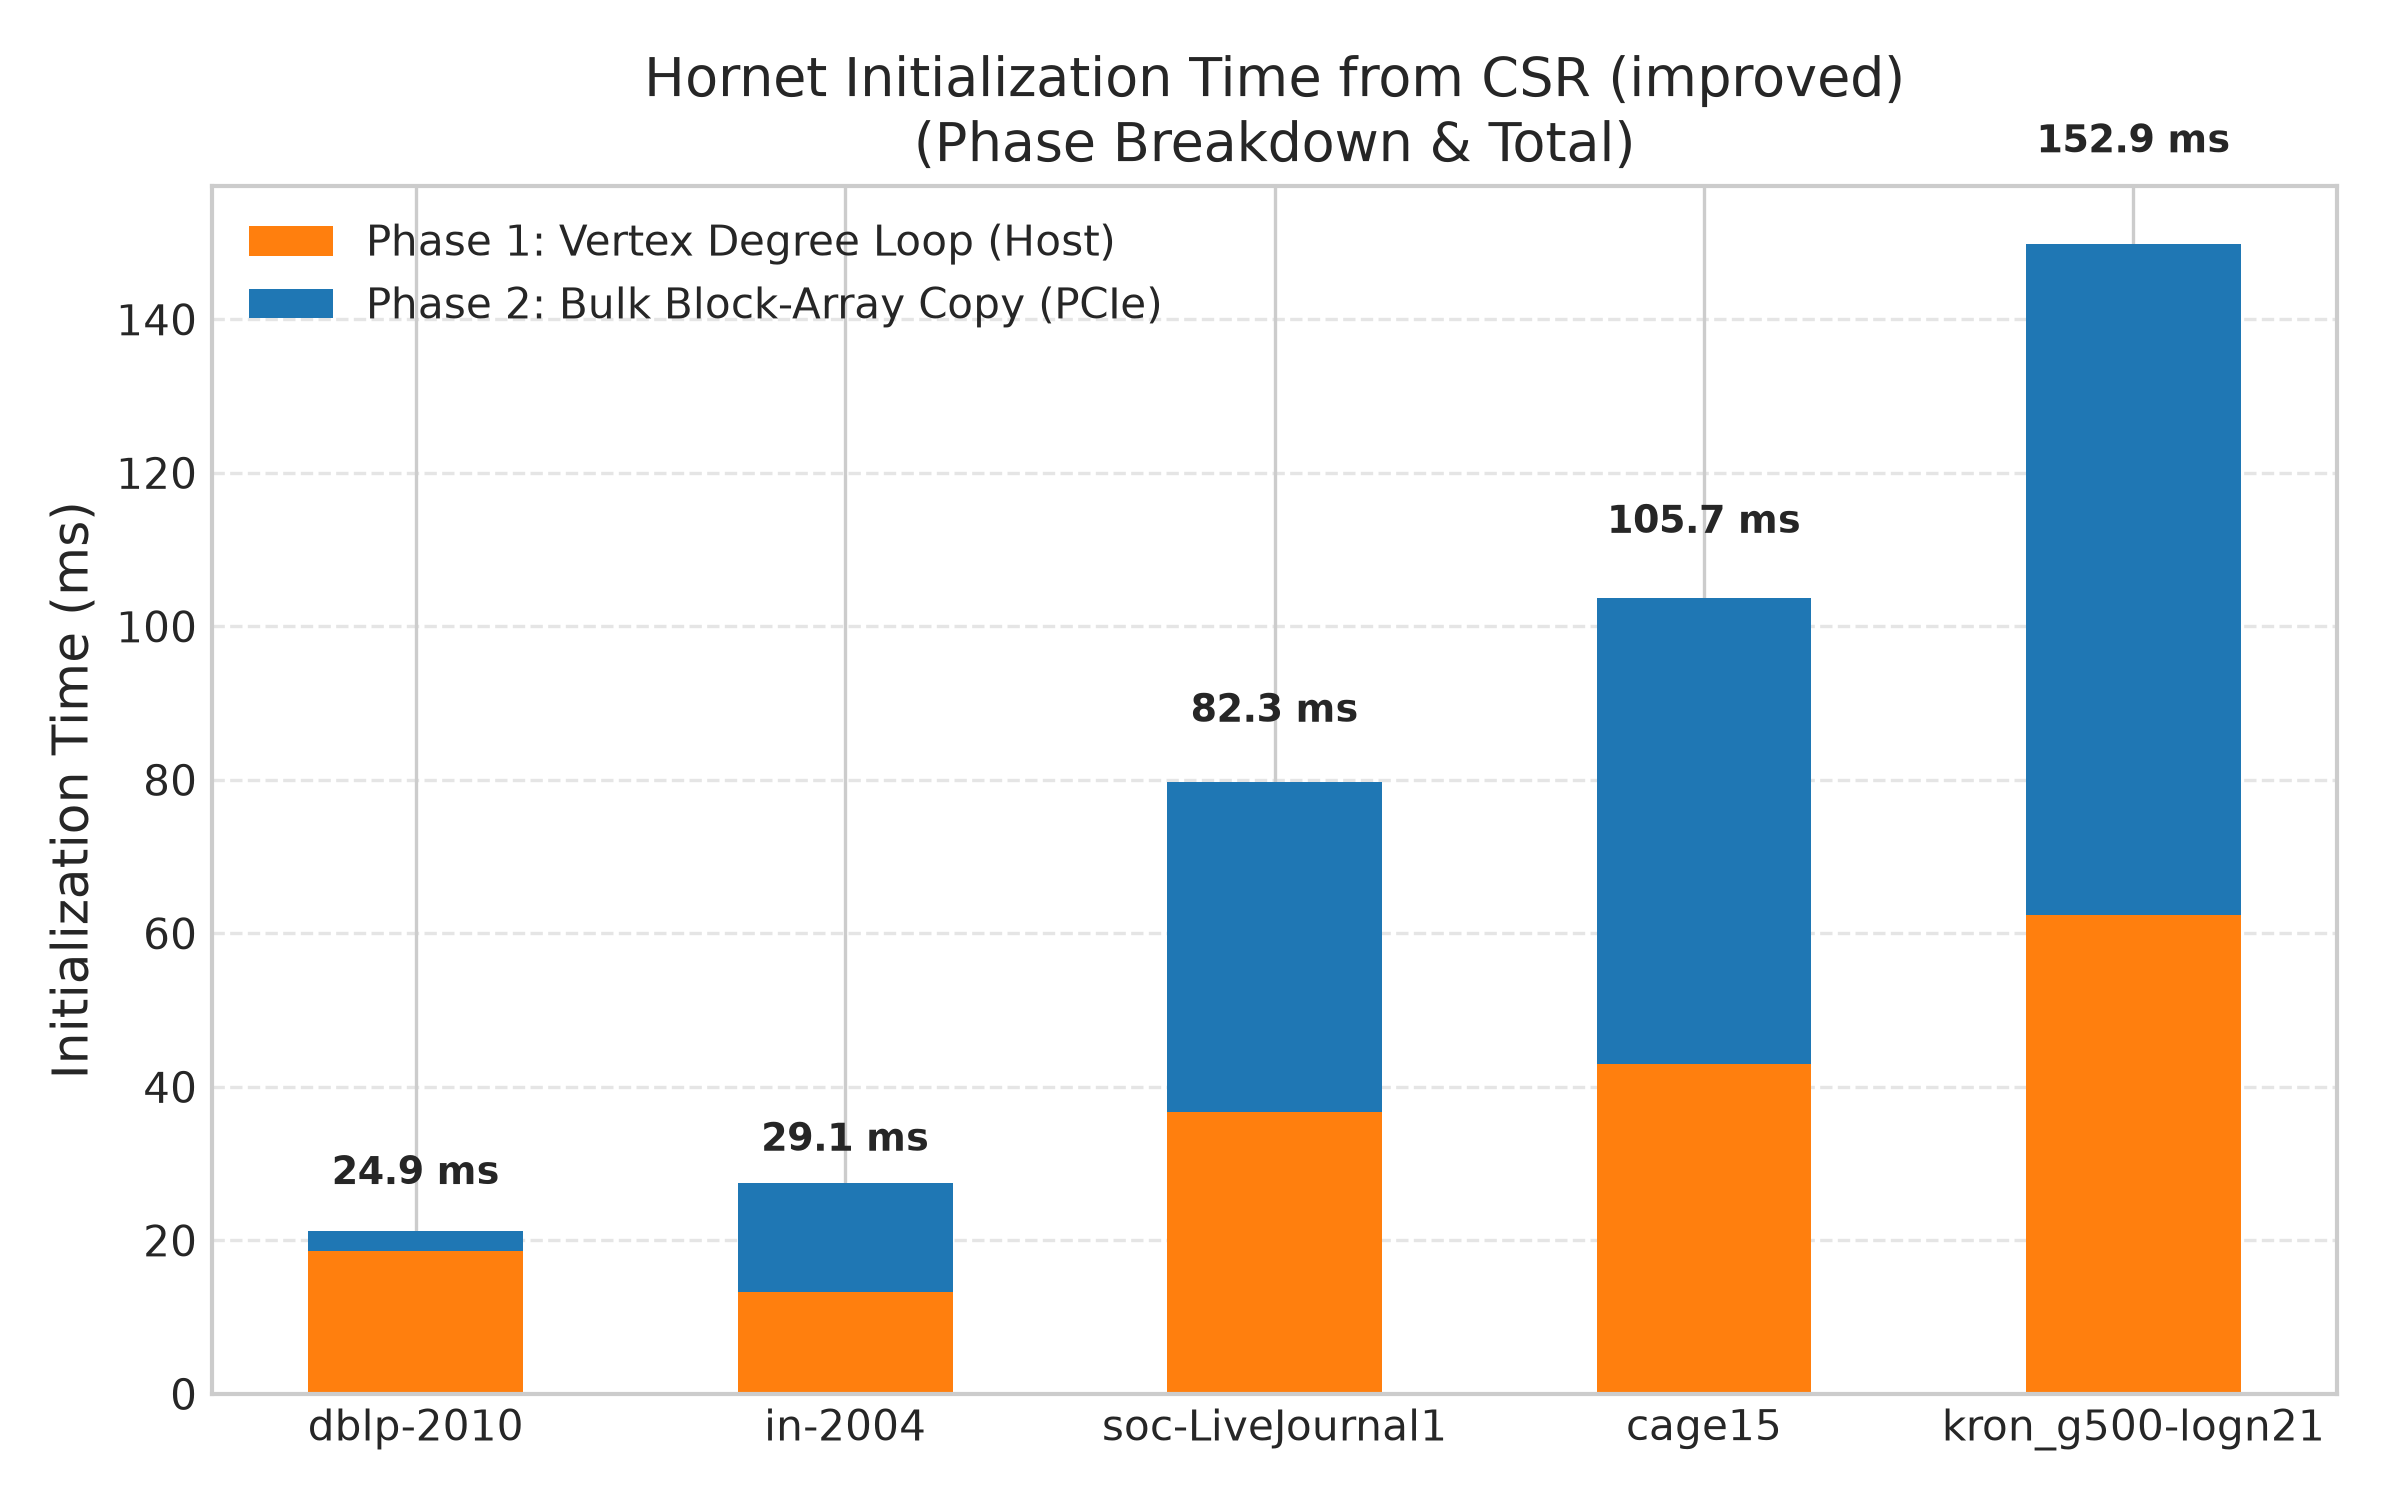 Hornet Initialization Time from CSR (improved)
(Phase Breakdown & Total)
152.9 ms
Phase 1: Vertex Degree Loop (Host)
Phase 2: Bulk Block-Array Copy (PCIe)
140
120
105.7 ms
100
82.3 ms
80
60
40
29.1 ms
24.9 ms
20
0
Initialization Time (ms)
dblp-2010 in-2004 soc-LiveJournal1 cage15 kron_g500-logn21